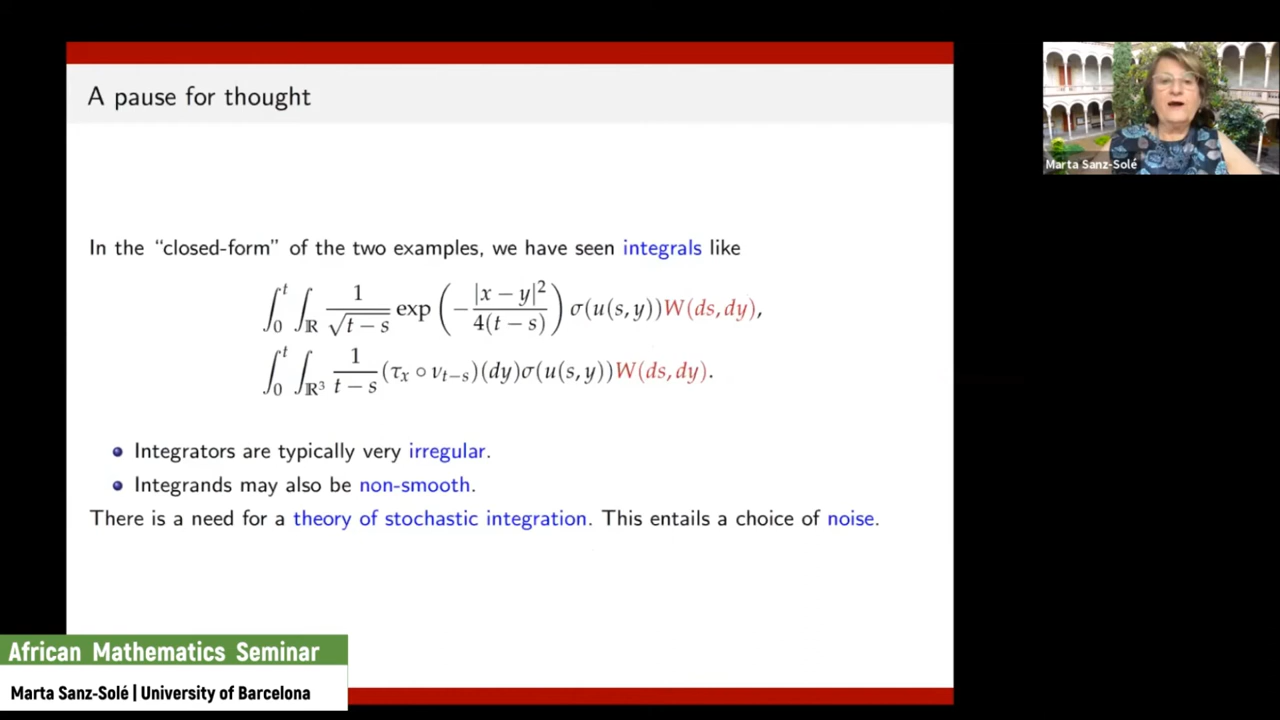 A pause for thought
Marta Sanz-Solé
In the “closed-form” of the two examples, we have seen integrals like
∫_0^t ∫_ℝ 1/√(t − s) exp(−|x − y|²/4(t − s)) σ(u(s, y))W(ds, dy),
∫_0^t ∫_ℝ³ 1/(t − s) (τ_x ∘ ν_{t−s})(dy)σ(u(s, y))W(ds, dy).
Integrators are typically very irregular.
Integrands may also be non-smooth.
There is a need for a theory of stochastic integration. This entails a choice of noise.
African Mathematics Seminar
Marta Sanz-Solé | University of Barcelona